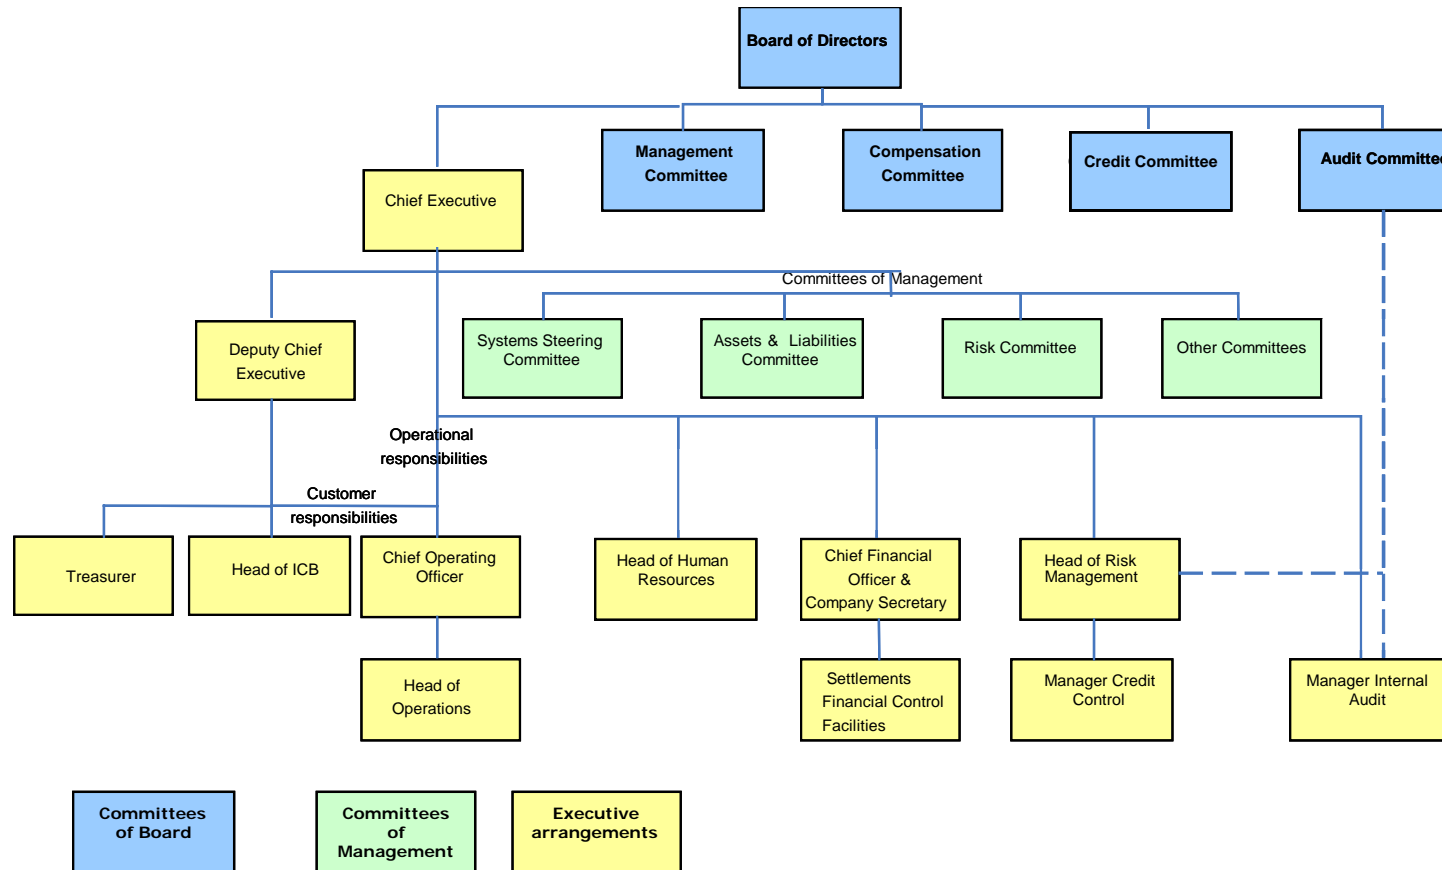 Board of Directors
Management
Committee
Compensation
Committee
Credit Committee
Audit Committee
Chief Executive
Committees of Management
Systems Steering
Committee
Assets & Liabilities
Committee
Risk Committee
Other Committees
Deputy Chief
Executive
Operational
responsibilities
Customer
responsibilities
Treasurer
Head of ICB
Chief Operating
Officer
Head of Human
Resources
Chief Financial
Officer &
Company Secretary
Head of Risk
Management
Head of
Operations
Settlements
Financial Control
Facilities
Manager Credit
Control
Manager Internal
Audit
Committees
of Board
Committees
of
Management
Executive
arrangements